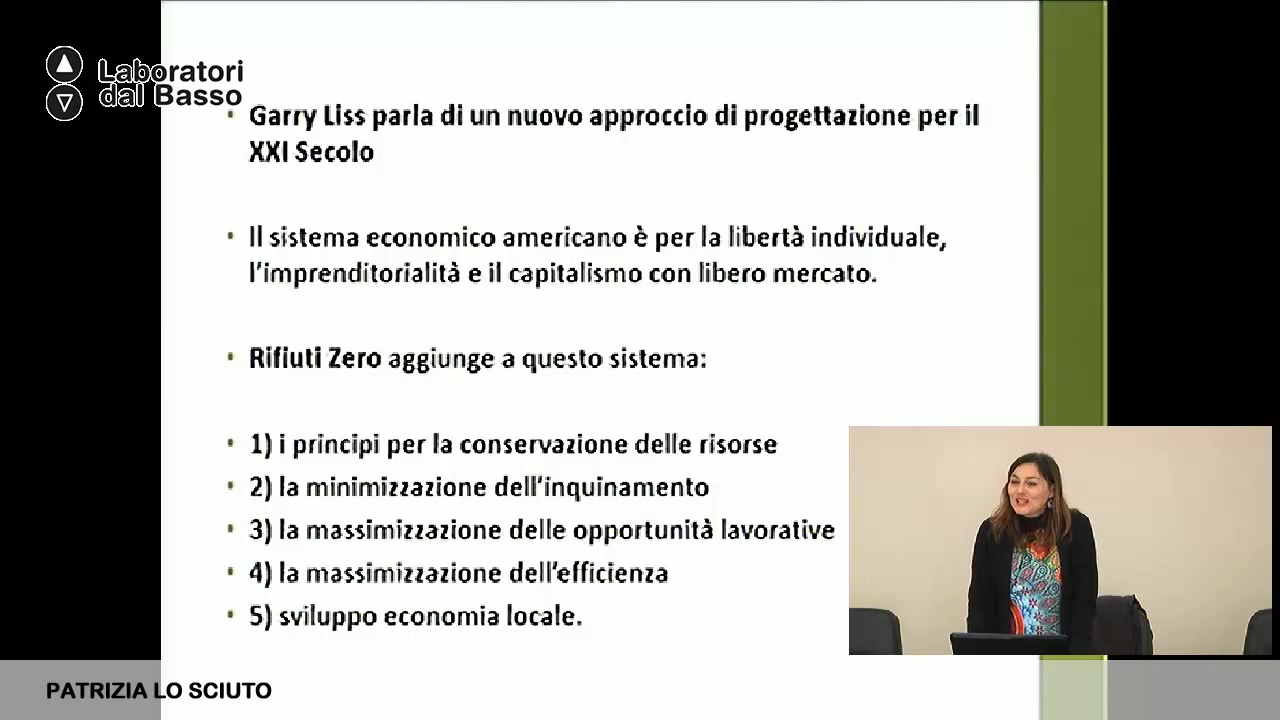 Laboratori
dal Basso
Garry Liss parla di un nuovo approccio di progettazione per il
XXI Secolo
Il sistema economico americano è per la libertà individuale,
l'imprenditorialità e il capitalismo con libero mercato.
Rifiuti Zero aggiunge a questo sistema:
1) i principi per la conservazione delle risorse
2) la minimizzazione dell'inquinamento
3) la massimizzazione delle opportunità lavorative
4) la massimizzazione dell'efficienza
5) sviluppo economia locale.
PATRIZIA LO SCIUTO